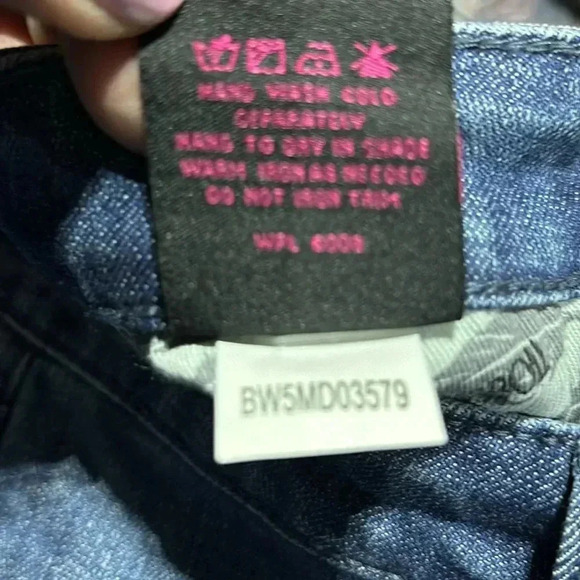 HAND WASH COLD
SEPARATELY
HANG TO DRY IN SHADE
WARM IRON AS NEEDED
DO NOT IRON TRIM
WPL
BW5MD03579